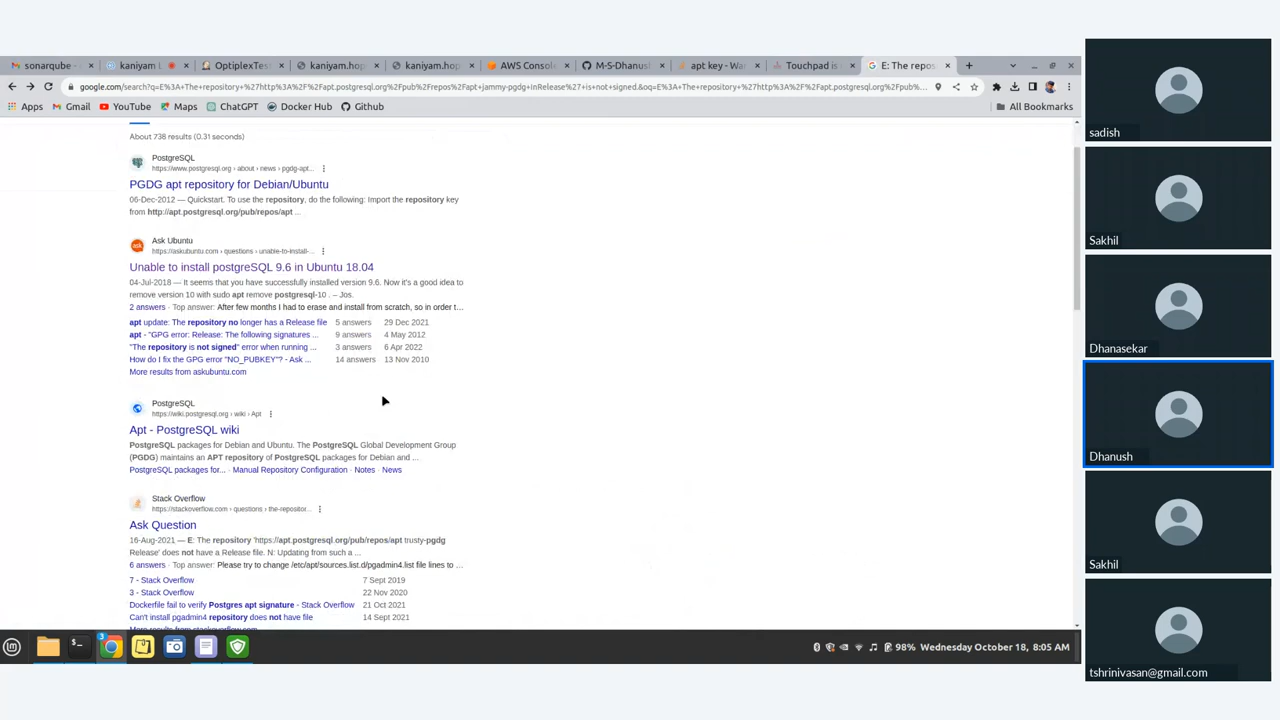 sonarqube -
kaniyam L
OptiplexTes
kaniyam.hop
kaniyam.hop
AWS Console
M-S-Dhanust
apt key - Wa
Touchpad is
E: The repos
google.com/search?q=E%3A+The+repository+%27http%3A%2F%2Fapt.postgresql.org%2Fpub%2Frepos%2Fapt+jammy-pgdg+InRelease%27+is+not+signed.&oq=E%3A+The+repository+%27http%3A%2F%2Fapt.postgresql.org%2Fpub%...
Apps
Gmail
YouTube
Maps
ChatGPT
Docker Hub
Github
All Bookmarks
About 738 results (0.31 seconds)
PostgreSQL
https://www.postgresql.org › about › news › pgdg-apt...
PGDG apt repository for Debian/Ubuntu
06-Dec-2012 — Quickstart. To use the repository, do the following: Import the repository key
from http://apt.postgresql.org/pub/repos/apt ...
Ask Ubuntu
https://askubuntu.com › questions › unable-to-install-...
Unable to install postgreSQL 9.6 in Ubuntu 18.04
04-Jul-2018 — It seems that you have successfully installed version 9.6. Now it's a good idea to
remove version 10 with sudo apt remove postgresql-10 . – Jos.
2 answers · Top answer: After few months I had to erase and install from scratch, so in order t...
apt update: The repository no longer has a Release file 5 answers 29 Dec 2021
apt - "GPG error: Release: The following signatures ... 9 answers 4 May 2012
"The repository is not signed" error when running ... 3 answers 6 Apr 2022
How do I fix the GPG error "NO_PUBKEY"? - Ask ... 14 answers 13 Nov 2010
More results from askubuntu.com
PostgreSQL
https://wiki.postgresql.org › wiki › Apt
Apt - PostgreSQL wiki
PostgreSQL packages for Debian and Ubuntu. The PostgreSQL Global Development Group
(PGDG) maintains an APT repository of PostgreSQL packages for Debian and ...
PostgreSQL packages for... · Manual Repository Configuration · Notes · News
Stack Overflow
https://stackoverflow.com › questions › the-repositor...
Ask Question
16-Aug-2021 — E: The repository 'https://apt.postgresql.org/pub/repos/apt trusty-pgdg
Release' does not have a Release file. N: Updating from such a ...
6 answers · Top answer: Please try to change /etc/apt/sources.list.d/pgadmin4.list file lines to ...
7 - Stack Overflow 7 Sept 2019
3 - Stack Overflow 22 Nov 2020
Dockerfile fail to verify Postgres apt signature - Stack Overflow 21 Oct 2021
Can't install pgadmin4 repository does not have file 14 Sept 2021
More results from stackoverflow.com
3
98% Wednesday October 18, 8:05 AM
sadish
Sakhil
Dhanasekar
Dhanush
Sakhil
tshrinivasan@gmail.com